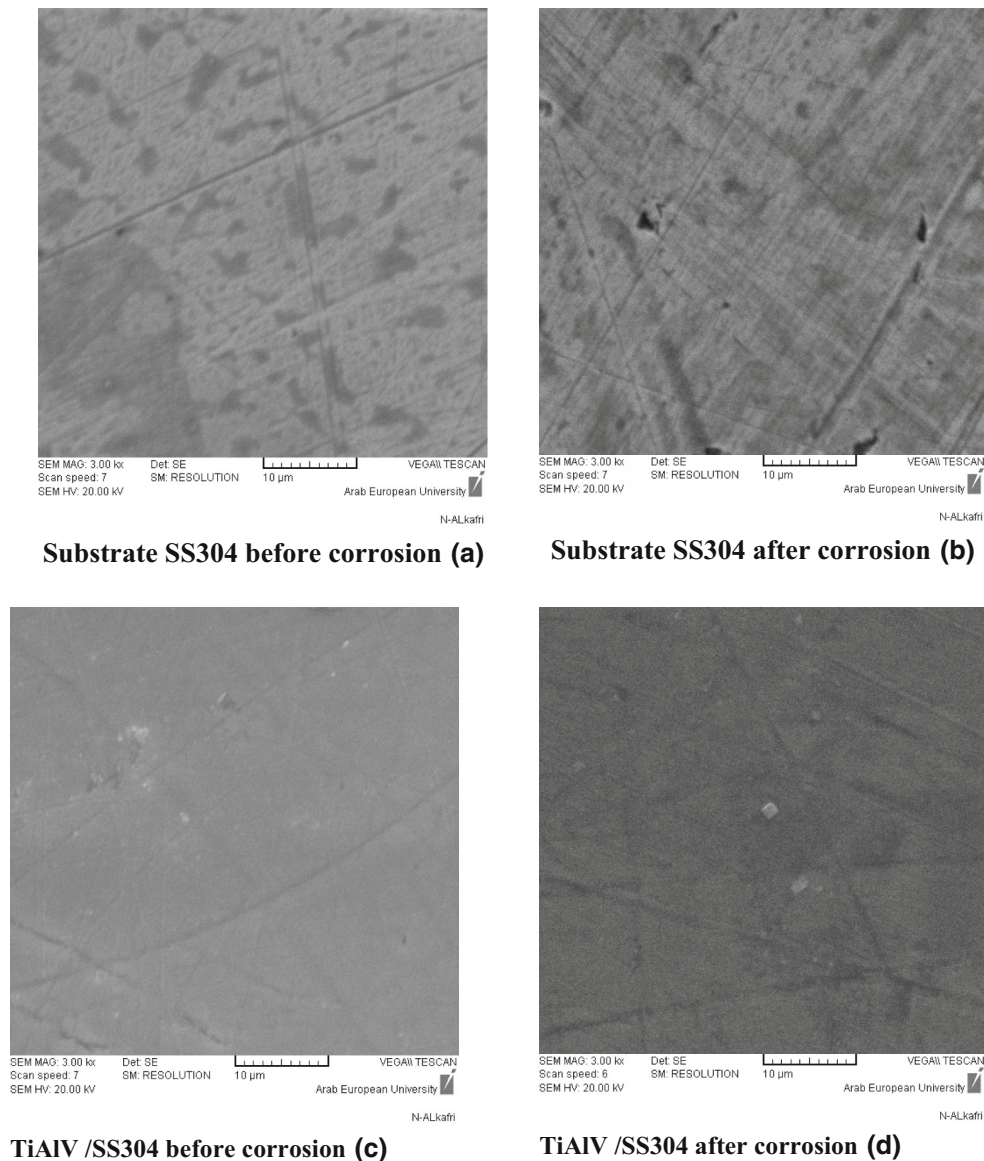 SEM MAG: 3.00 kx Det: SE 10 µm VEGA\\ TESCAN
Scan speed: 7 SM: RESOLUTION
SEM HV: 20.00 kV Arab European University
N-ALkafri
Substrate SS304 before corrosion (a)
SEM MAG: 3.00 kx Det: SE 10 µm VEGA\\ TESCAN
Scan speed: 7 SM: RESOLUTION
SEM HV: 20.00 kV Arab European University
N-ALkafri
Substrate SS304 after corrosion (b)
SEM MAG: 3.00 kx Det: SE 10 µm VEGA\\ TESCAN
Scan speed: 7 SM: RESOLUTION
SEM HV: 20.00 kV Arab European University
N-ALkafri
TiAlV /SS304 before corrosion (c)
SEM MAG: 3.00 kx Det: SE 10 µm VEGA\\ TESCAN
Scan speed: 6 SM: RESOLUTION
SEM HV: 20.00 kV Arab European University
N-ALkafri
TiAlV /SS304 after corrosion (d)